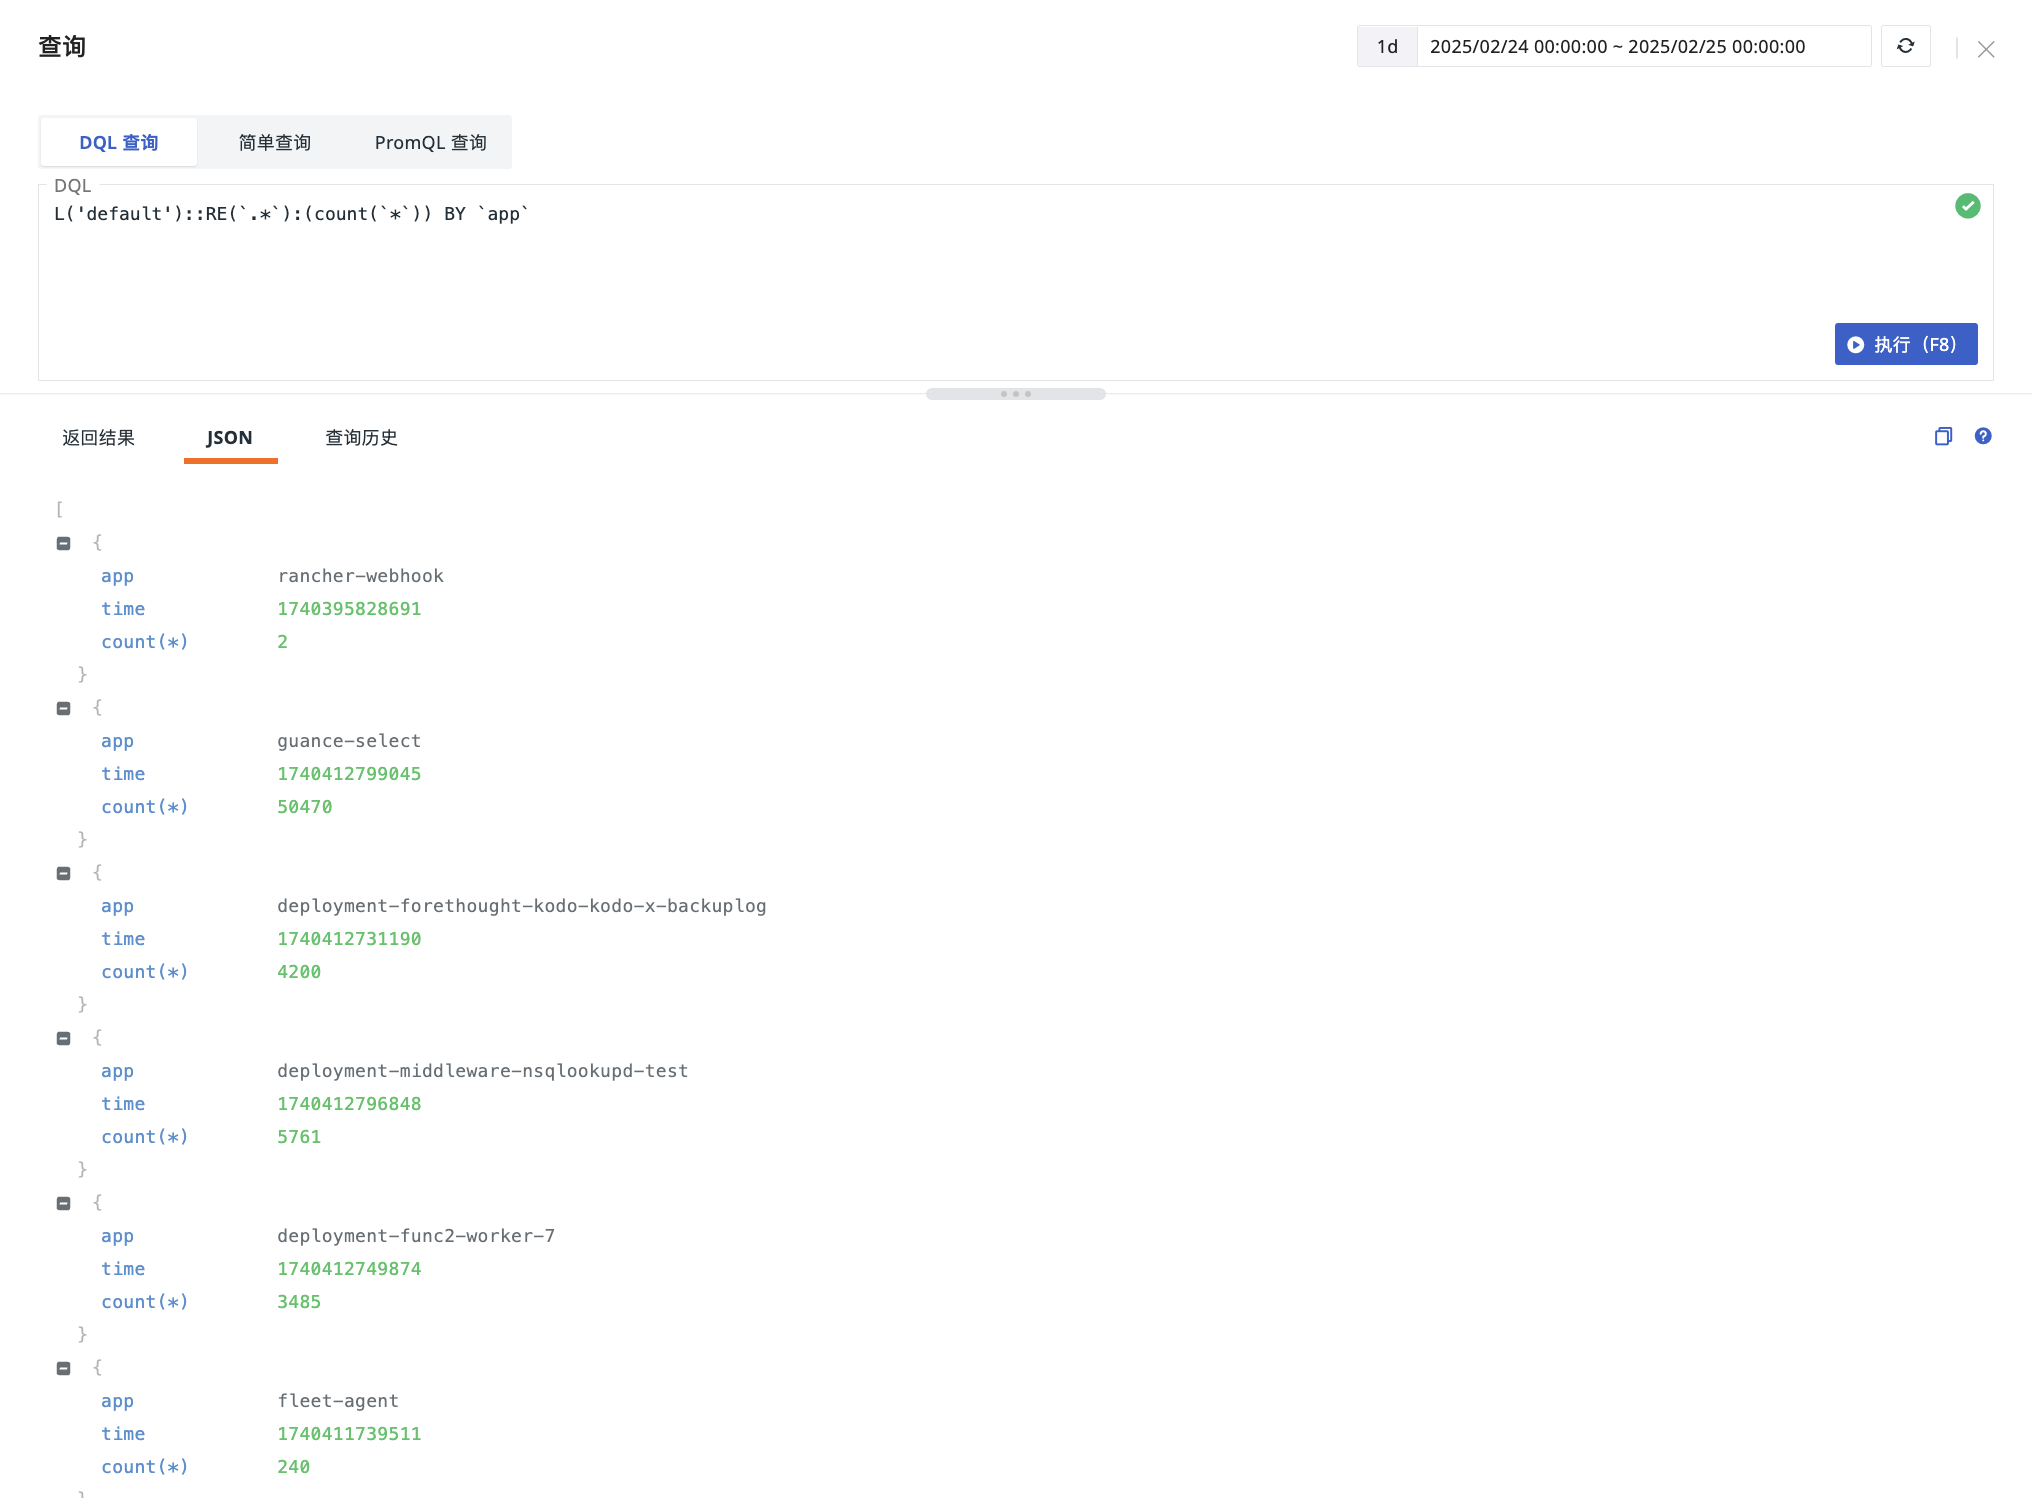 查询
1d 2025/02/24 00:00:00 ~ 2025/02/25 00:00:00
DQL 查询 简单查询 PromQL 查询
DQL
L('default')::RE(`.*`):(count(`*`)) BY `app`
执行（F8）
返回结果 JSON 查询历史
[
{
app rancher-webhook
time 1740395828691
count(*) 2
}
{
app guance-select
time 1740412799045
count(*) 50470
}
{
app deployment-forethought-kodo-kodo-x-backuplog
time 1740412731190
count(*) 4200
}
{
app deployment-middleware-nsqlookupd-test
time 1740412796848
count(*) 5761
}
{
app deployment-func2-worker-7
time 1740412749874
count(*) 3485
}
{
app fleet-agent
time 1740411739511
count(*) 240
}